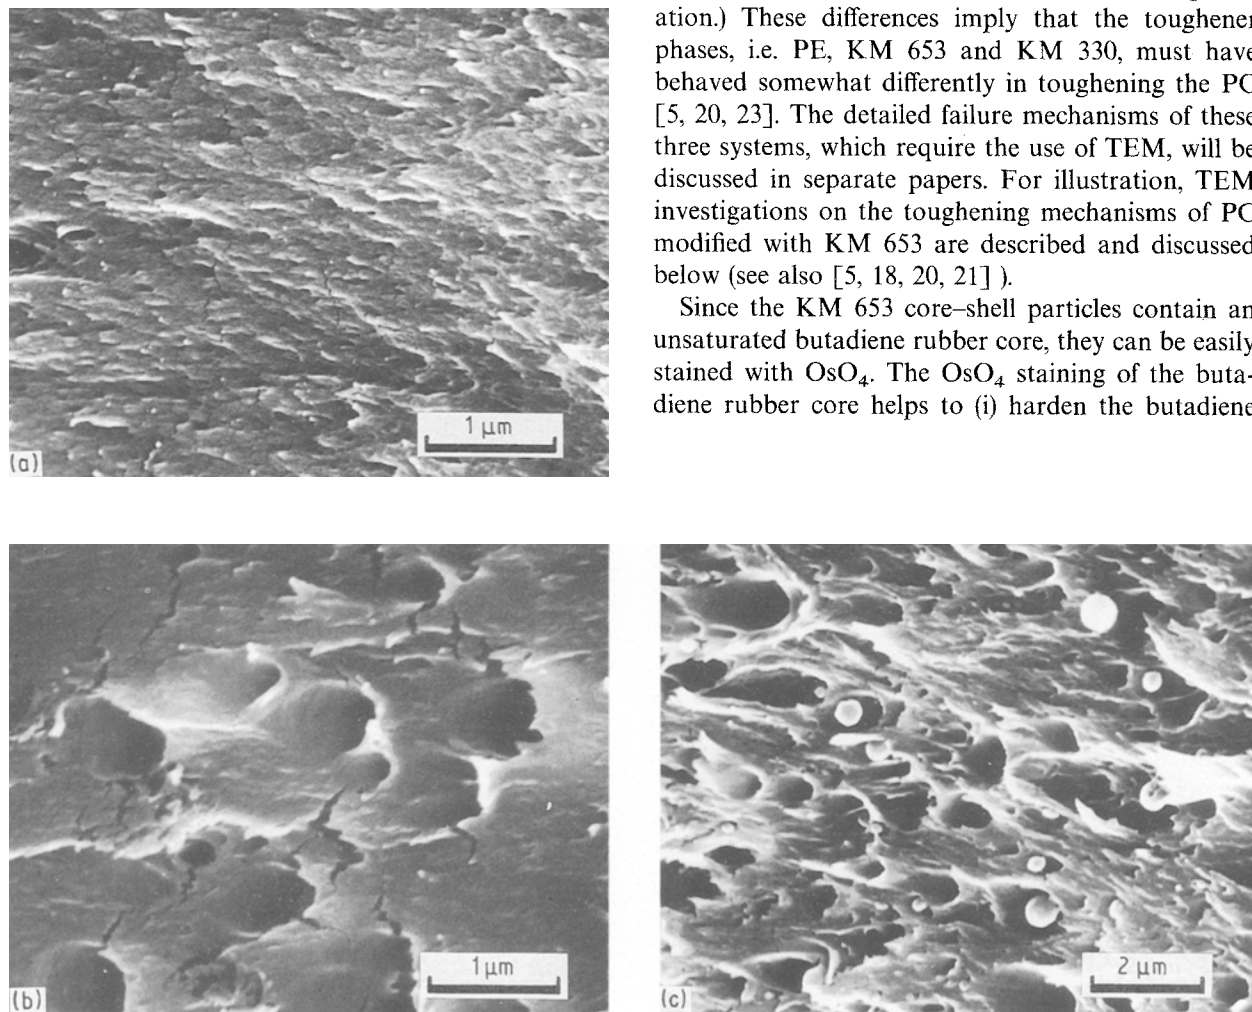 ation.) These differences imply that the toughener
phases, i.e. PE, KM 653 and KM 330, must have
behaved somewhat differently in toughening the PC
[5, 20, 23]. The detailed failure mechanisms of these
three systems, which require the use of TEM, will be
discussed in separate papers. For illustration, TEM
investigations on the toughening mechanisms of PC
modified with KM 653 are described and discussed
below (see also [5, 18, 20, 21] ).
Since the KM 653 core–shell particles contain an
unsaturated butadiene rubber core, they can be easily
stained with OsO₄. The OsO₄ staining of the buta-
diene rubber core helps to (i) harden the butadiene
1 μm
(a)
1 μm
(b)
2 μm
(c)